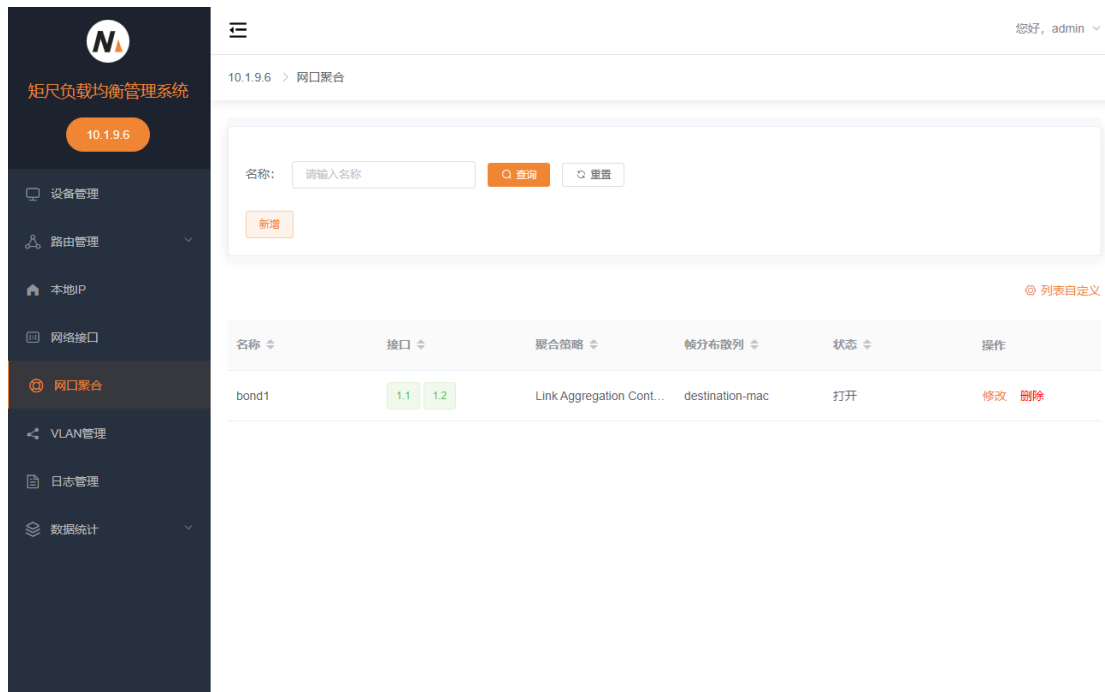 您好，admin
矩尺负载均衡管理系统
10.1.9.6
设备管理
路由管理
本地IP
网络接口
网口聚合
VLAN管理
日志管理
数据统计
10.1.9.6 > 网口聚合
名称： 请输入名称 查询 重置
新增
列表自定义
名称 接口 聚合策略 帧分布散列 状态 操作
bond1 1.1 1.2 Link Aggregation Cont... destination-mac 打开 修改 删除